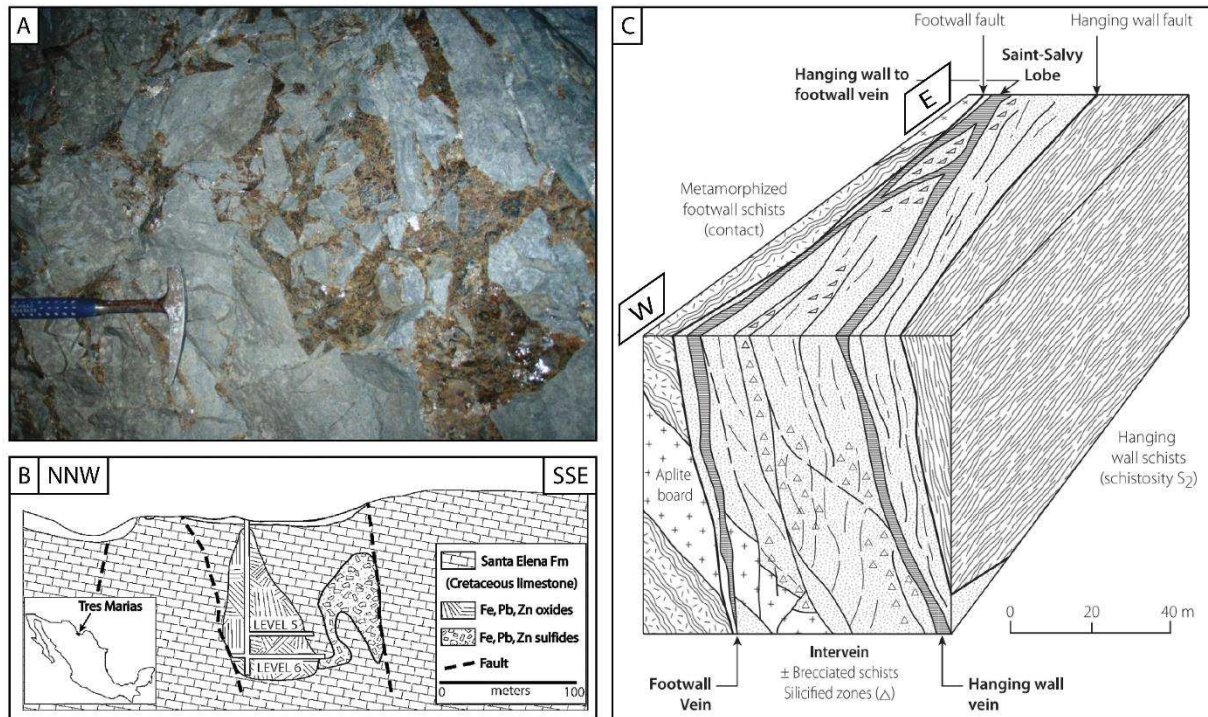 A
B
NNW
SSE
Santa Elena Fm
(Cretaceous limestone)
Fe, Pb, Zn oxides
Fe, Pb, Zn sulfides
Fault
0
meters
100
Tres Marias
LEVEL 5
LEVEL 6
C
Footwall fault
Hanging wall fault
Saint-Salvy
Lobe
Hanging wall to
footwall vein
E
Metamorphized
footwall schists
(contact)
W
Aplite
board
Hanging
wall schists
(schistosity S2)
0
20
40 m
Intervein
± Brecciated schists
Silicified zones (△)
Footwall
Vein
Hanging wall
vein